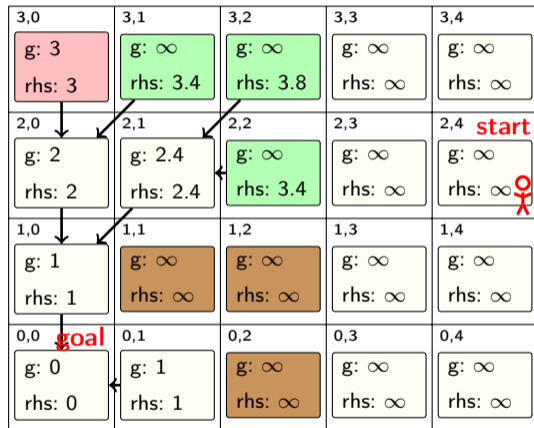 3,0 3,1 3,2 3,3 3,4
g: 3 g: ∞ g: ∞ g: ∞ g: ∞
rhs: 3 rhs: 3.4 rhs: 3.8 rhs: ∞ rhs: ∞
2,0 2,1 2,2 2,3 2,4 start
g: 2 g: 2.4 g: ∞ g: ∞ g: ∞
rhs: 2 rhs: 2.4 rhs: 3.4 rhs: ∞ rhs: ∞
1,0 1,1 1,2 1,3 1,4
g: 1 g: ∞ g: ∞ g: ∞ g: ∞
rhs: 1 rhs: ∞ rhs: ∞ rhs: ∞ rhs: ∞
0,0 goal 0,1 0,2 0,3 0,4
g: 0 g: 1 g: ∞ g: ∞ g: ∞
rhs: 0 rhs: 1 rhs: ∞ rhs: ∞ rhs: ∞